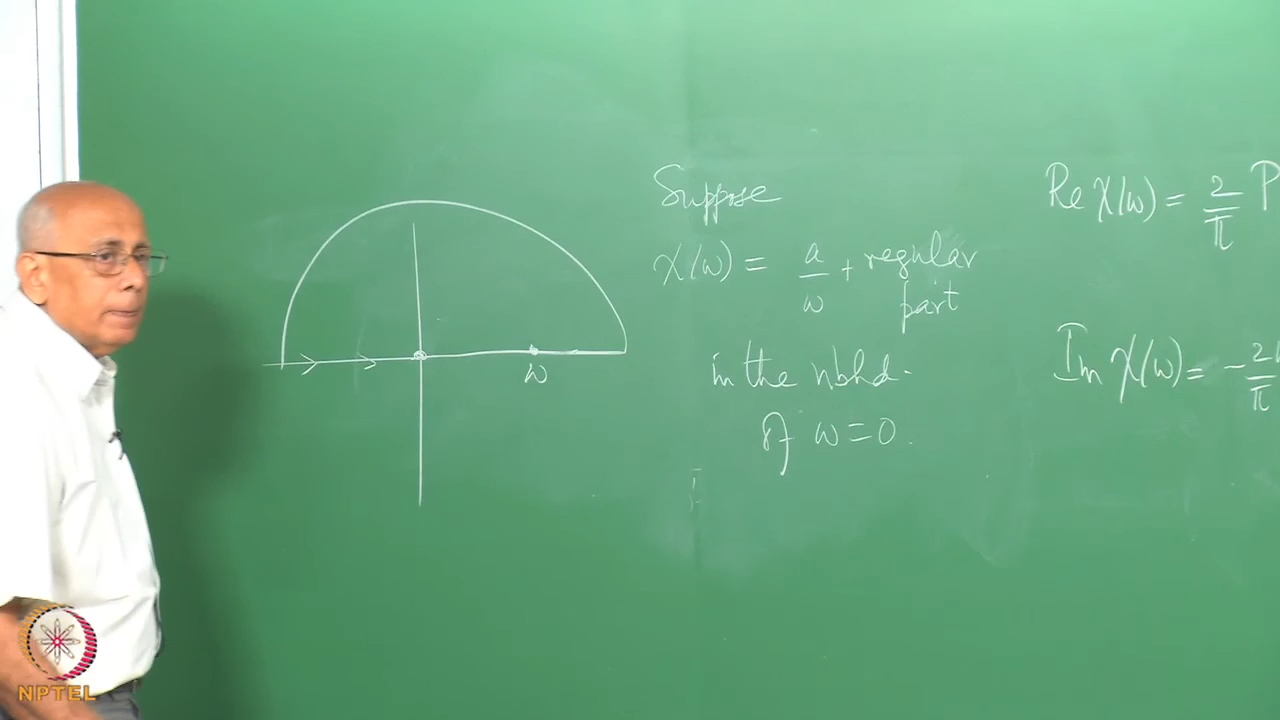 Suppose
χ(ω) = a/ω + regular part
in the nbhd.
of ω = 0.
Re χ(ω) = 2/π P
Im χ(ω) = - 2/π
ω
NPTEL